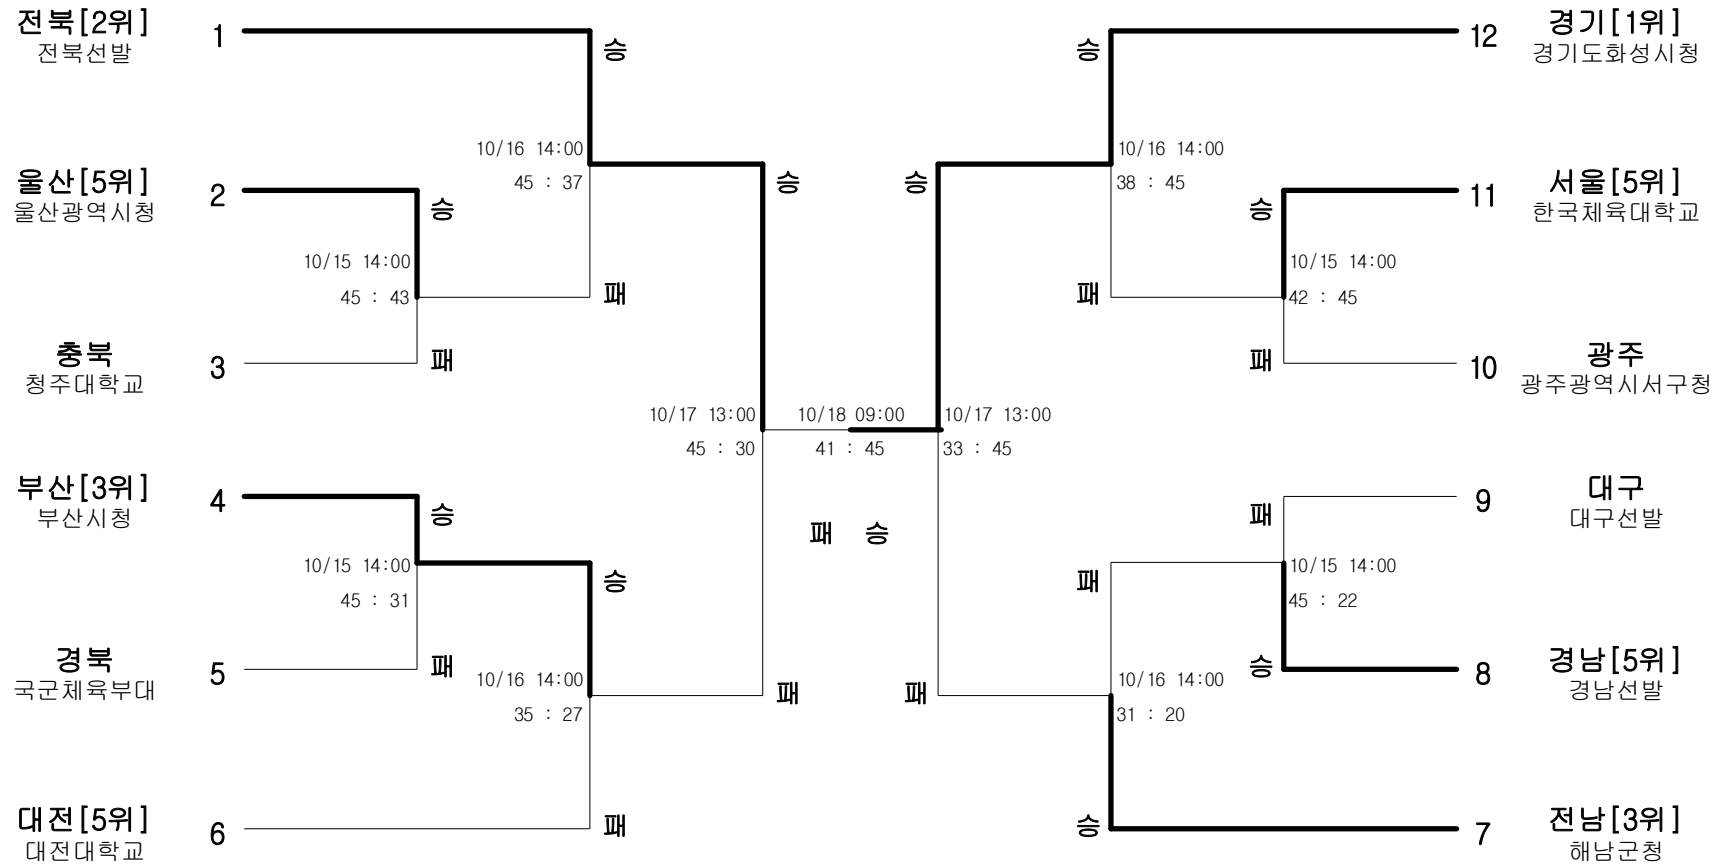 전북[2위]
전북선발
1
승
승
12
경기[1위]
경기도화성시청
10/16 14:00
45 : 37
10/16 14:00
38 : 45
울산[5위]
울산광역시청
2
승
승
승
승
11
서울[5위]
한국체육대학교
10/15 14:00
45 : 43
패
패
10/15 14:00
42 : 45
충북
청주대학교
3
패
패
10
광주
광주광역시서구청
10/17 13:00
45 : 30
10/18 09:00
41 : 45
10/17 13:00
33 : 45
부산[3위]
부산시청
4
승
패 승
패
9
대구
대구선발
10/15 14:00
45 : 31
승
패
10/15 14:00
45 : 22
경북
국군체육부대
5
패
승
8
경남[5위]
경남선발
10/16 14:00
35 : 27
패
패
10/16 14:00
31 : 20
대전[5위]
대전대학교
6
패
승
7
전남[3위]
해남군청